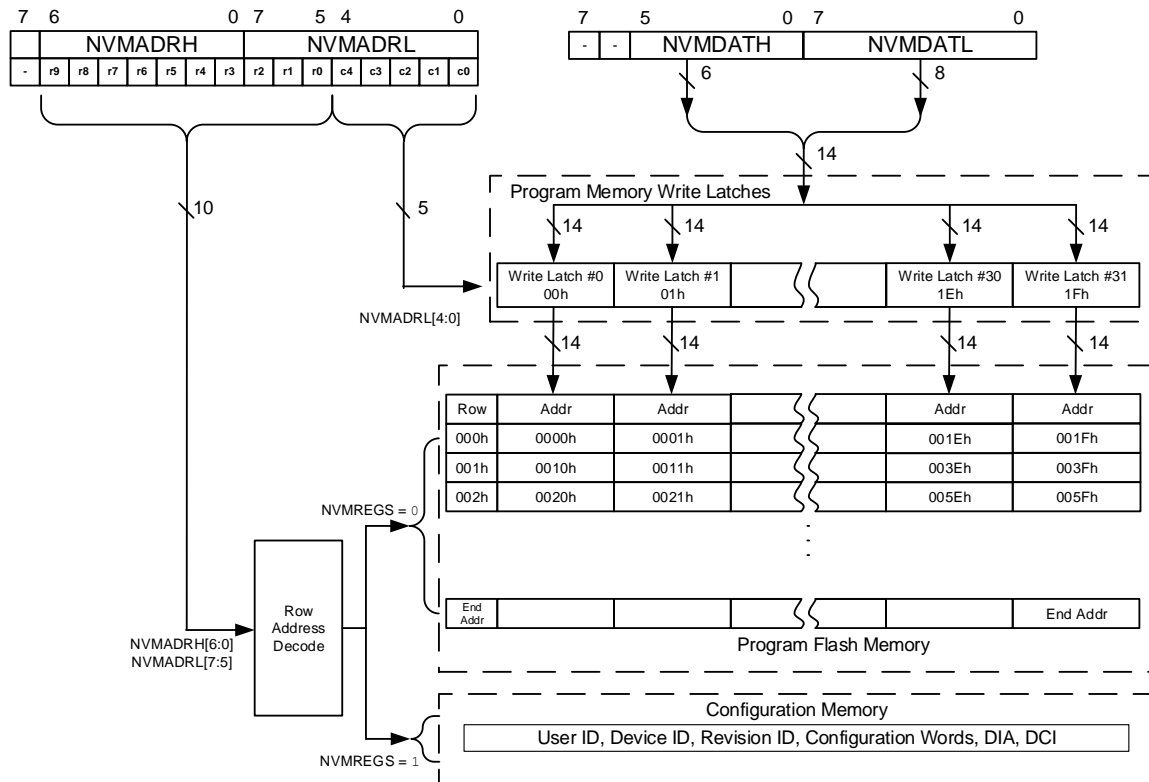 7 6 0 7 5 4 0
NVMADRH NVMADRL
- r9 r8 r7 r6 r5 r4 r3 r2 r1 r0 c4 c3 c2 c1 c0
7 5 0 7 0
- - NVMDATH NVMDATL
6 8
14
10 5
Program Memory Write Latches
14 14 14 14
Write Latch #0
00h
Write Latch #1
01h
Write Latch #30
1Eh
Write Latch #31
1Fh
NVMADRL[4:0]
14 14 14 14
Row Addr Addr Addr Addr
000h 0000h 0001h 001Eh 001Fh
001h 0010h 0011h 003Eh 003Fh
002h 0020h 0021h 005Eh 005Fh
NVMREGS = 0
End
Addr
End Addr
Program Flash Memory
Row
Address
Decode
NVMADRH[6:0]
NVMADRL[7:5]
Configuration Memory
User ID, Device ID, Revision ID, Configuration Words, DIA, DCI
NVMREGS = 1